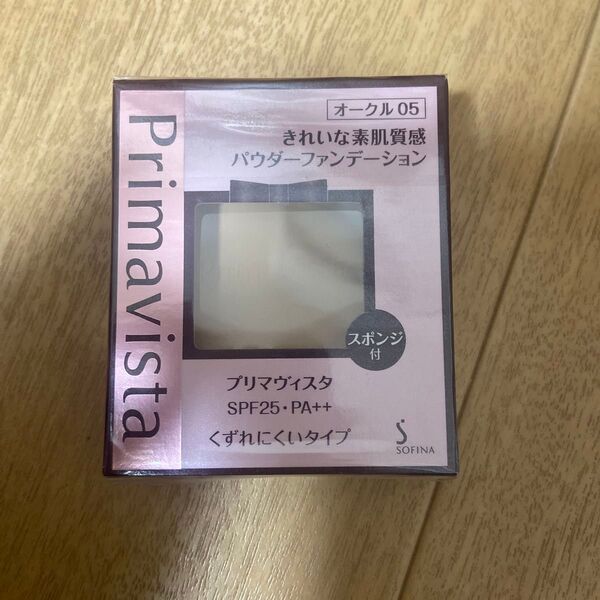 Primavista
オークル 05
きれいな素肌質感
パウダーファンデーション
スポンジ
付
プリマヴィスタ
SPF25・PA++
くずれにくいタイプ
SOFINA